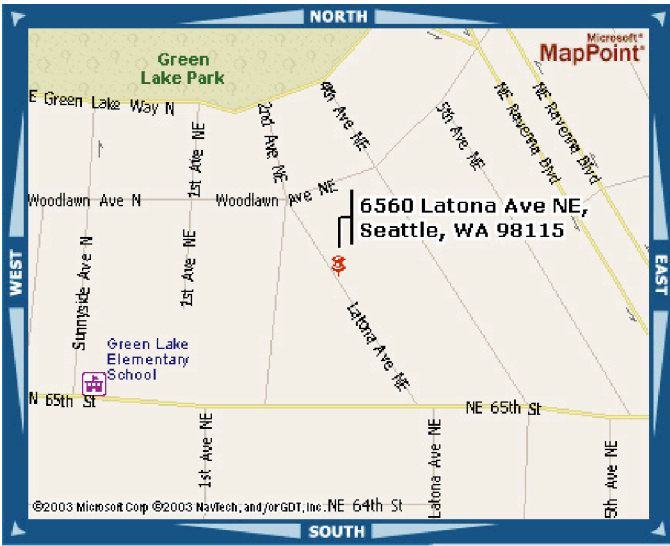 NORTH
Microsoft®
MapPoint®
Green
Lake Park
E Green Lake Way N
2nd Ave NE
4th Ave NE
5th Ave NE
NE Ravenna Blvd
NE Ravenna Blvd
1st Ave NE
Woodlawn Ave N
Woodlawn Ave NE
6560 Latona Ave NE,
Seattle, WA 98115
WEST
EAST
Sunnyside Ave N
1st Ave NE
Latona Ave NE
Green Lake
Elementary
School
N 65th St
NE 65th St
1st Ave NE
Latona Ave NE
5th Ave NE
©2003 Microsoft Corp ©2003 NavTech, and/or GDT, Inc.
NE 64th St
SOUTH